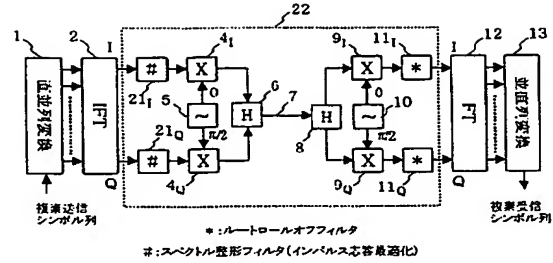 22
1
2
I
4I
9I
11I
I
12
13
直並列変換
IFT
#
X
H
H
X
*
FT
並直列変換
21I
5
0
6
7
0
10
~
~
8
21Q
π/2
π/2
#
X
X
*
Q
4Q
9Q
11Q
Q
複素送信
シンボル列
複素受信
シンボル列
*:ルートロールオフフィルタ
#:スペクトル整形フィルタ(インパルス応答最適化)